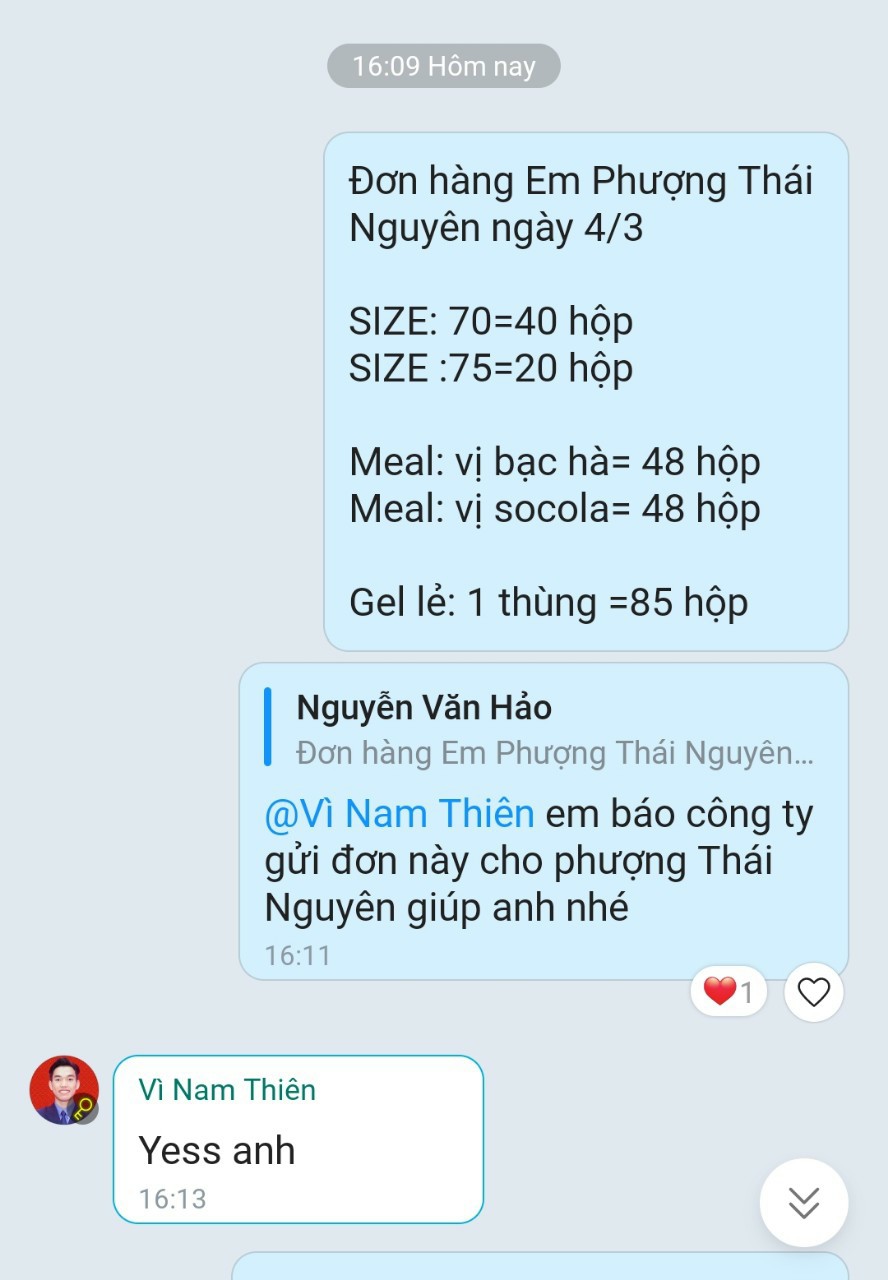 16:09 Hôm nay
Đơn hàng Em Phượng Thái
Nguyên ngày 4/3
SIZE: 70=40 hộp
SIZE :75=20 hộp
Meal: vị bạc hà= 48 hộp
Meal: vị socola= 48 hộp
Gel lẻ: 1 thùng =85 hộp
Nguyễn Văn Hảo
Đơn hàng Em Phượng Thái Nguyên...
@Vì Nam Thiên em báo công ty
gửi đơn này cho phượng Thái
Nguyên giúp anh nhé
16:11
1
Vì Nam Thiên
Yess anh
16:13